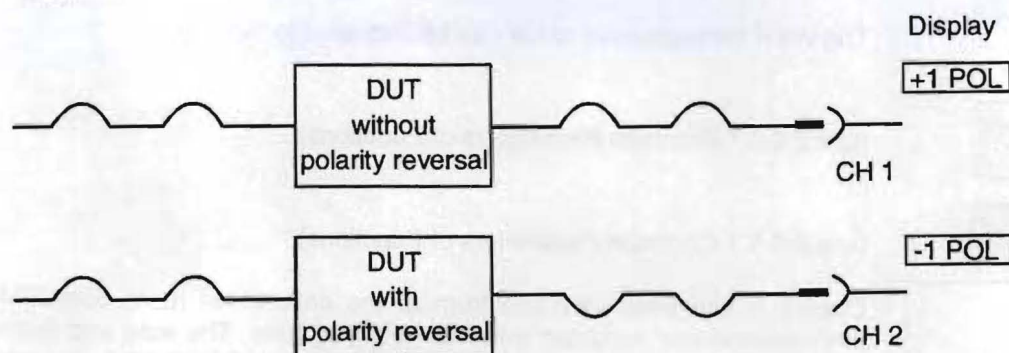 Display
+1 POL
DUT
without
polarity reversal
CH 1
-1 POL
DUT
with
polarity reversal
CH 2